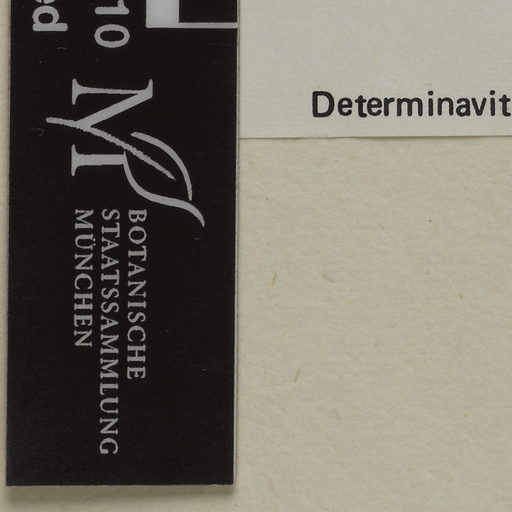 10
ed
BOTANISCHE
STAATSSAMMLUNG
MÜNCHEN
Determinavit